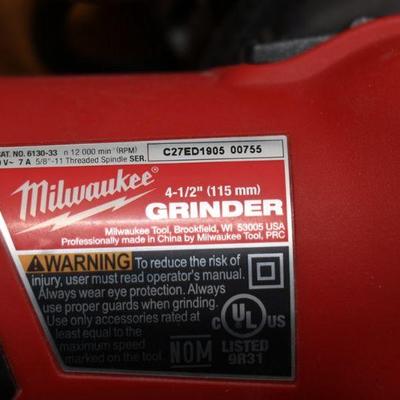 CAT. NO. 6130-33 n 12 000 min⁻¹ (RPM)
V~ 7 A 5/8"-11 Threaded Spindle SER. C27ED1905 00755
Milwaukee
4-1/2" (115 mm)
GRINDER
Milwaukee Tool, Brookfield, WI 53005 USA
Professionally made in China by Milwaukee Tool, PRC
WARNING To reduce the risk of
injury, user must read operator's manual.
Always wear eye protection. Always
use proper guards when grinding.
Use only accessories rated at
least equal to the
maximum speed
marked on the tool.
NOM
C UL US
LISTED
9R31